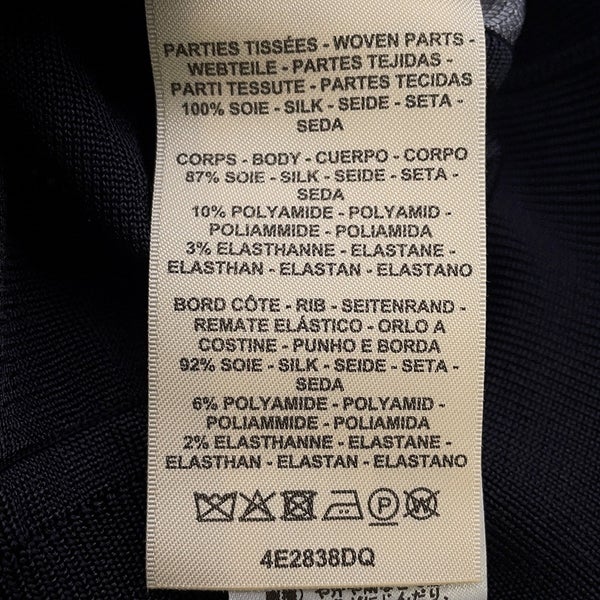 PARTIES TISSÉES - WOVEN PARTS -
WEBTEILE - PARTES TEJIDAS -
PARTI TESSUTE - PARTES TECIDAS
100% SOIE - SILK - SEIDE - SETA -
SEDA
CORPS - BODY - CUERPO - CORPO
87% SOIE - SILK - SEIDE - SETA -
SEDA
10% POLYAMIDE - POLYAMID -
POLIAMMIDE - POLIAMIDA
3% ELASTHANNE - ELASTANE -
ELASTHAN - ELASTAN - ELASTANO
BORD CÔTE - RIB - SEITENRAND -
REMATE ELÁSTICO - ORLO A
COSTINE - PUNHO E BORDA
92% SOIE - SILK - SEIDE - SETA -
SEDA
6% POLYAMIDE - POLYAMID -
POLIAMMIDE - POLIAMIDA
2% ELASTHANNE - ELASTANE -
ELASTHAN - ELASTAN - ELASTANO
P W
4E2838DQ